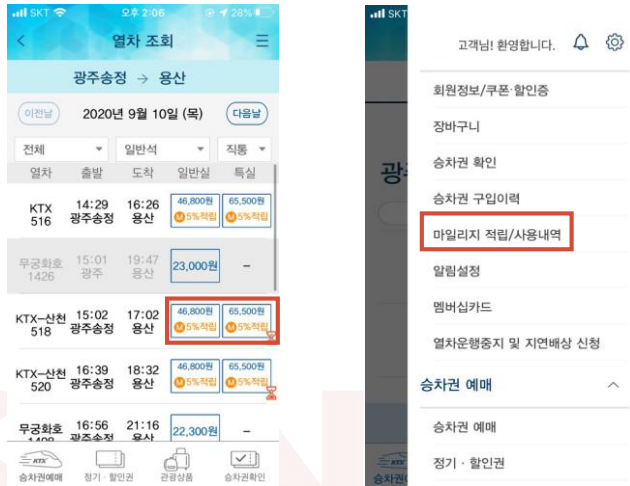 SKT 오후 2:06 28%
열차 조회
광주송정 → 용산
이전날 2020년 9월 10일 (목) 다음날
전체 일반석 직통
열차 출발 도착 일반실 특실
KTX 14:29 16:26 46,800원 65,500원
516 광주송정 용산 M 5%적립 M 5%적립
무궁화호 15:01 19:47 23,000원 –
1426 광주 용산
KTX–산천 15:02 17:02 46,800원 65,500원
518 광주송정 용산 M 5%적립 M 5%적립
KTX–산천 16:39 18:32 46,800원 65,500원
520 광주송정 용산 M 5%적립 M 5%적립
무궁화호 16:56 21:16 22,300원 –
광주송정 용산
KTX
승차권예매 정기 · 할인권 관광상품 승차권확인
SKT
고객님! 환영합니다.
회원정보/쿠폰·할인증
장바구니
승차권 확인
광
승차권 구입이력
마일리지 적립/사용내역
알림설정
멤버십카드
열차운행중지 및 지연배상 신청
승차권 예매
승차권 예매
정기 · 할인권
KTX